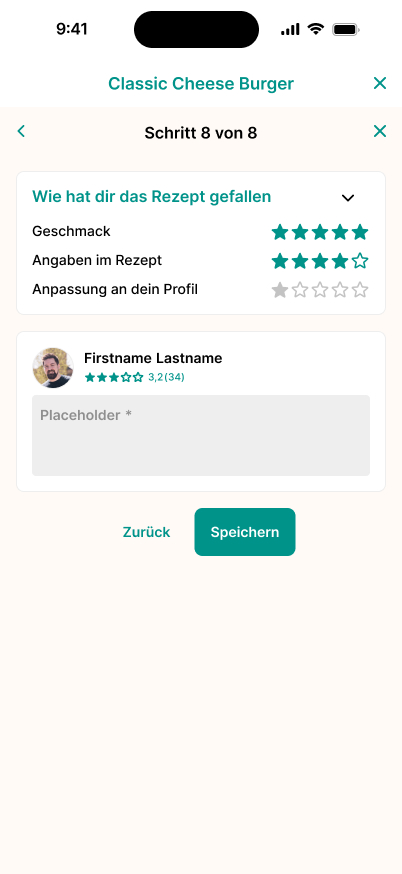 9:41
Classic Cheese Burger
Schritt 8 von 8
Wie hat dir das Rezept gefallen
Geschmack
Angaben im Rezept
Anpassung an dein Profil
Firstname Lastname
3,2(34)
Placeholder *
Zurück
Speichern